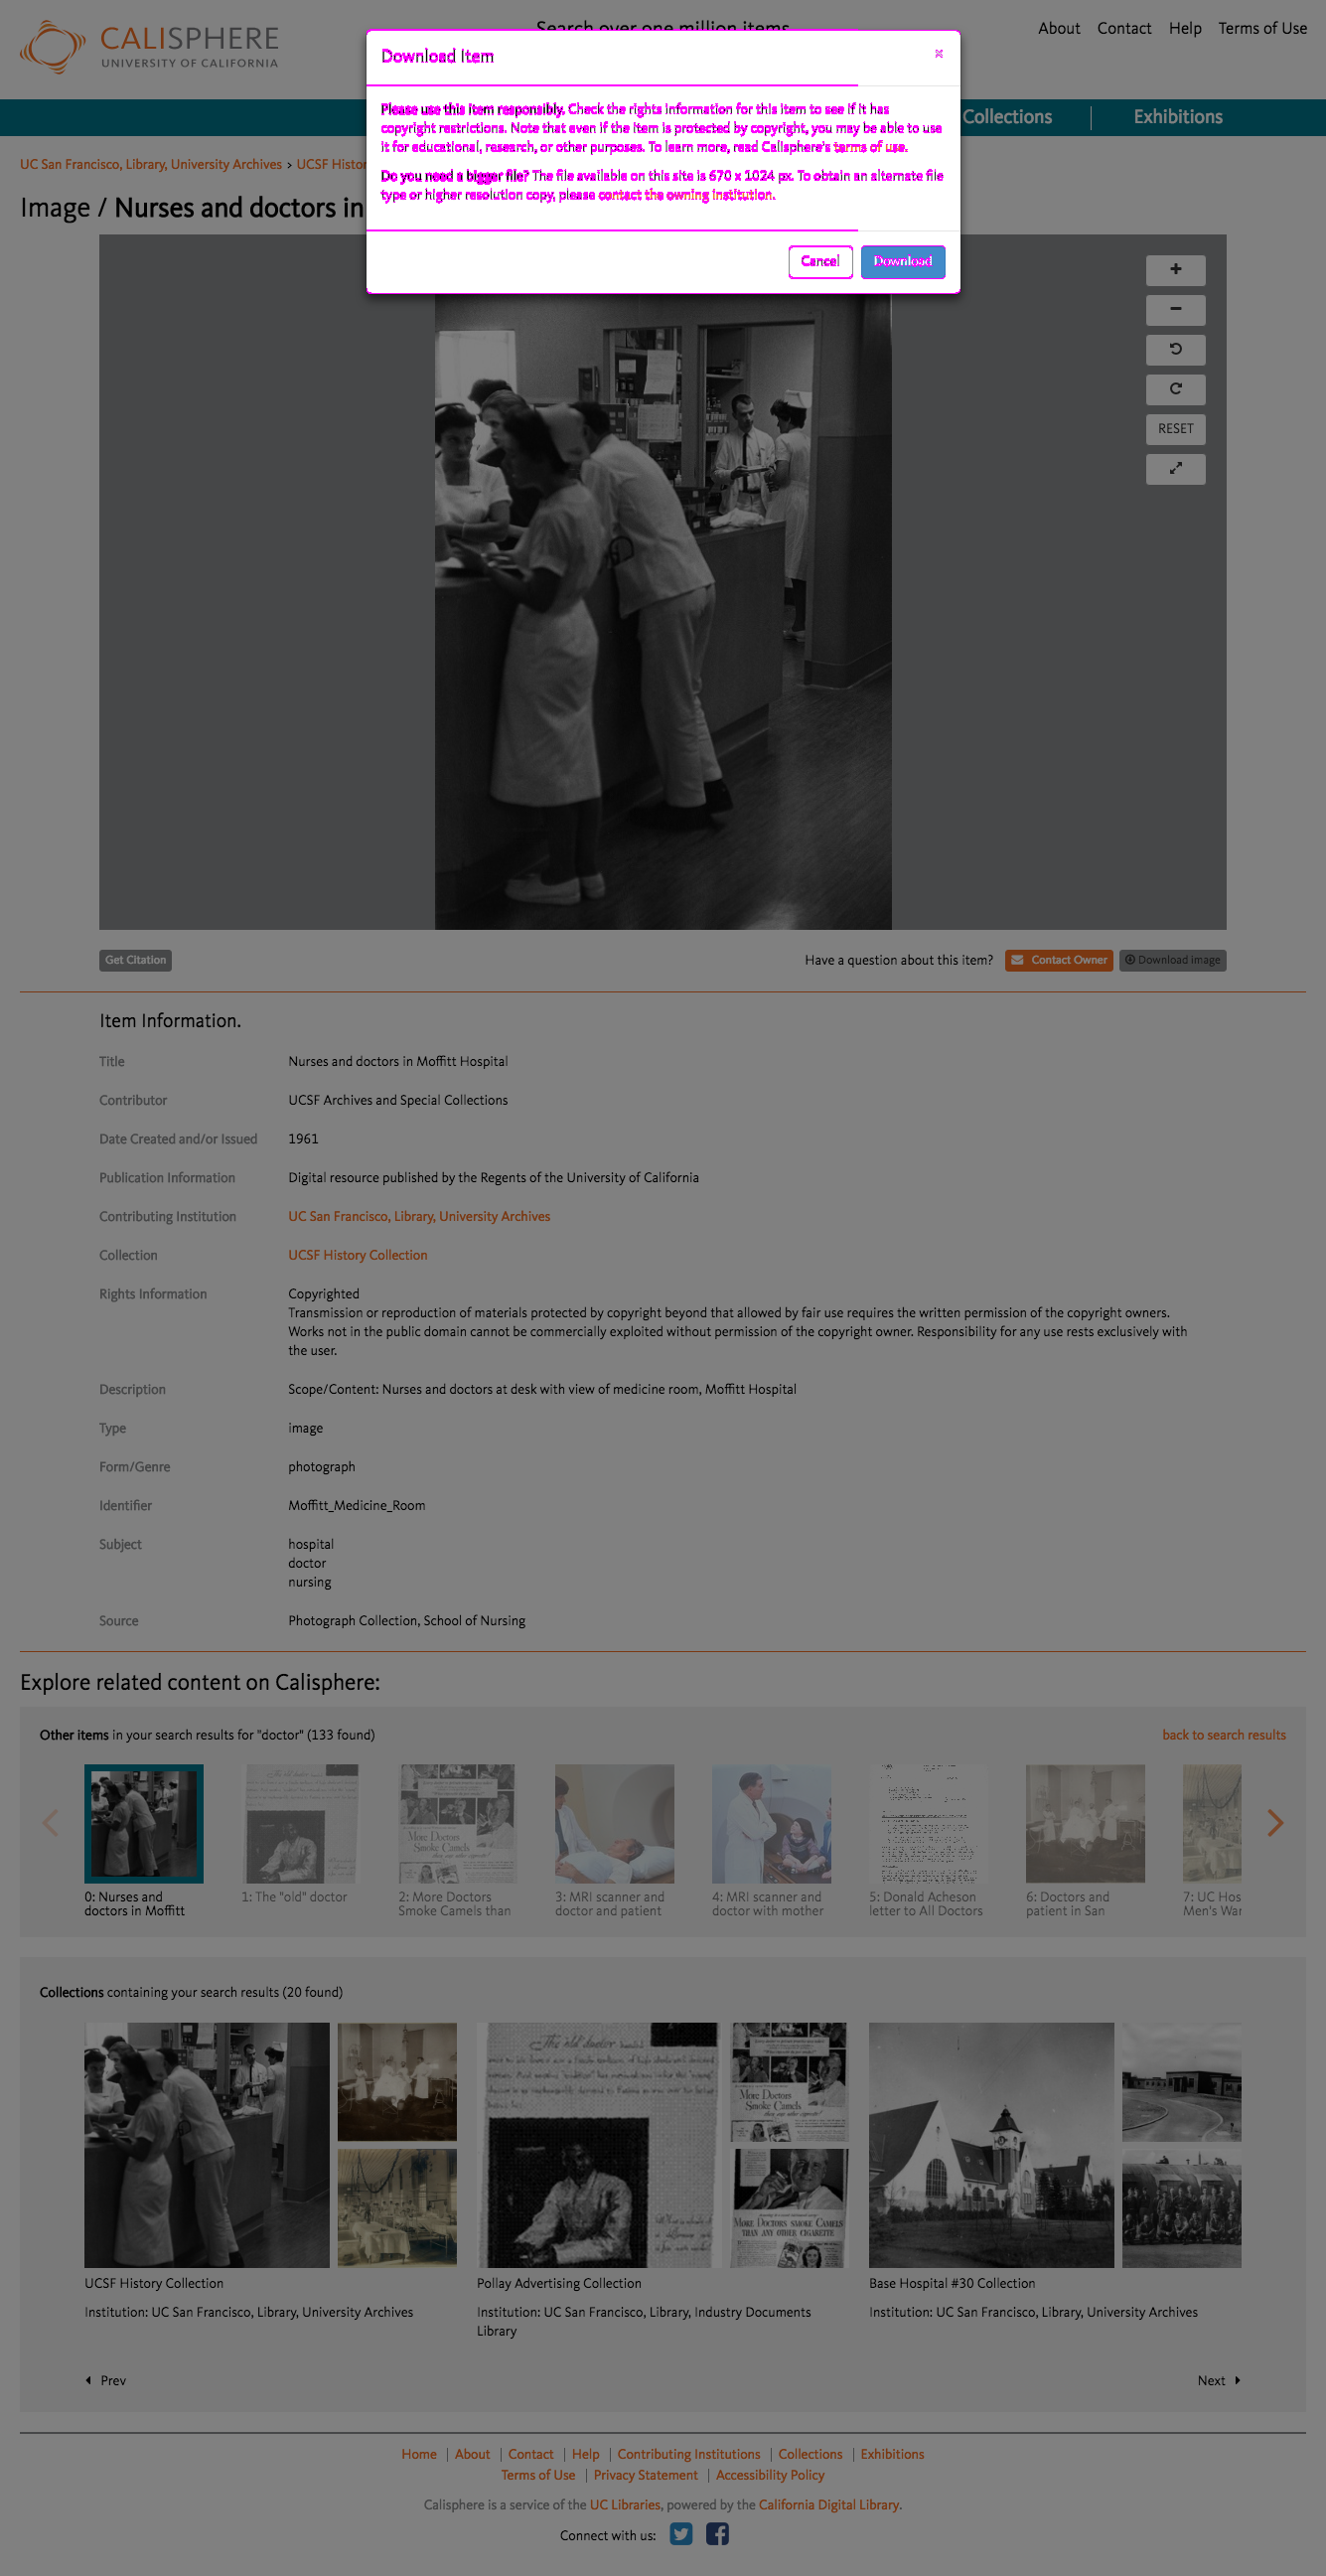 CALISPHERE
UNIVERSITY OF CALIFORNIA
Search over one million items
About Contact Help Terms of Use
Collections | Exhibitions
UC San Francisco, Library, University Archives > UCSF Histor
Image / Nurses and doctors in
Download Item ×
Please use this item responsibly. Check the rights information for this item to see if it has
copyright restrictions. Note that even if the item is protected by copyright, you may be able to use
it for educational, research, or other purposes. To learn more, read Calisphere's terms of use.
Do you need a bigger file? The file available on this site is 670 x 1024 px. To obtain an alternate file
type or higher resolution copy, please contact the owning institution.
Cancel Download
RESET
Get Citation
Have a question about this item? Contact Owner Download image
Item Information.
Title Nurses and doctors in Moffitt Hospital
Contributor UCSF Archives and Special Collections
Date Created and/or Issued 1961
Publication Information Digital resource published by the Regents of the University of California
Contributing Institution UC San Francisco, Library, University Archives
Collection UCSF History Collection
Rights Information Copyrighted
Transmission or reproduction of materials protected by copyright beyond that allowed by fair use requires the written permission of the copyright owners.
Works not in the public domain cannot be commercially exploited without permission of the copyright owner. Responsibility for any use rests exclusively with
the user.
Description Scope/Content: Nurses and doctors at desk with view of medicine room, Moffitt Hospital
Type image
Form/Genre photograph
Identifier Moffitt_Medicine_Room
Subject hospital
doctor
nursing
Source Photograph Collection, School of Nursing
Explore related content on Calisphere:
Other items in your search results for "doctor" (133 found) back to search results
More Doctors
Smoke Camels
0: Nurses and
doctors in Moffitt
1: The "old" doctor
2: More Doctors
Smoke Camels than
3: MRI scanner and
doctor and patient
4: MRI scanner and
doctor with mother
5: Donald Acheson
letter to All Doctors
6: Doctors and
patient in San
7: UC Hos
Men's War
Collections containing your search results (20 found)
The "old" doctor
More Doctors
Smoke Camels
More Doctors Smoke Camels
Than Any Other Cigarette
UCSF History Collection
Institution: UC San Francisco, Library, University Archives
Pollay Advertising Collection
Institution: UC San Francisco, Library, Industry Documents
Library
Base Hospital #30 Collection
Institution: UC San Francisco, Library, University Archives
Prev Next
Home | About | Contact | Help | Contributing Institutions | Collections | Exhibitions
Terms of Use | Privacy Statement | Accessibility Policy
Calisphere is a service of the UC Libraries, powered by the California Digital Library.
Connect with us: